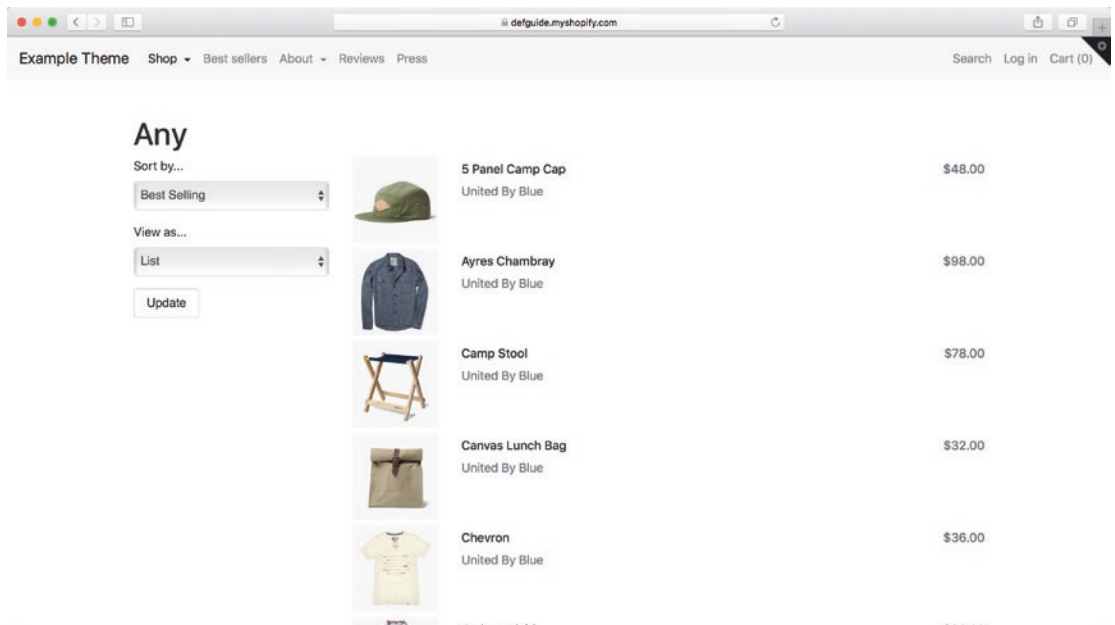 defguide.myshopify.com
Example Theme Shop Best sellers About Reviews Press Search Log in Cart (0)
Any
Sort by...
Best Selling
View as...
List
Update
5 Panel Camp Cap $48.00
United By Blue
Ayres Chambray $98.00
United By Blue
Camp Stool $78.00
United By Blue
Canvas Lunch Bag $32.00
United By Blue
Chevron $36.00
United By Blue